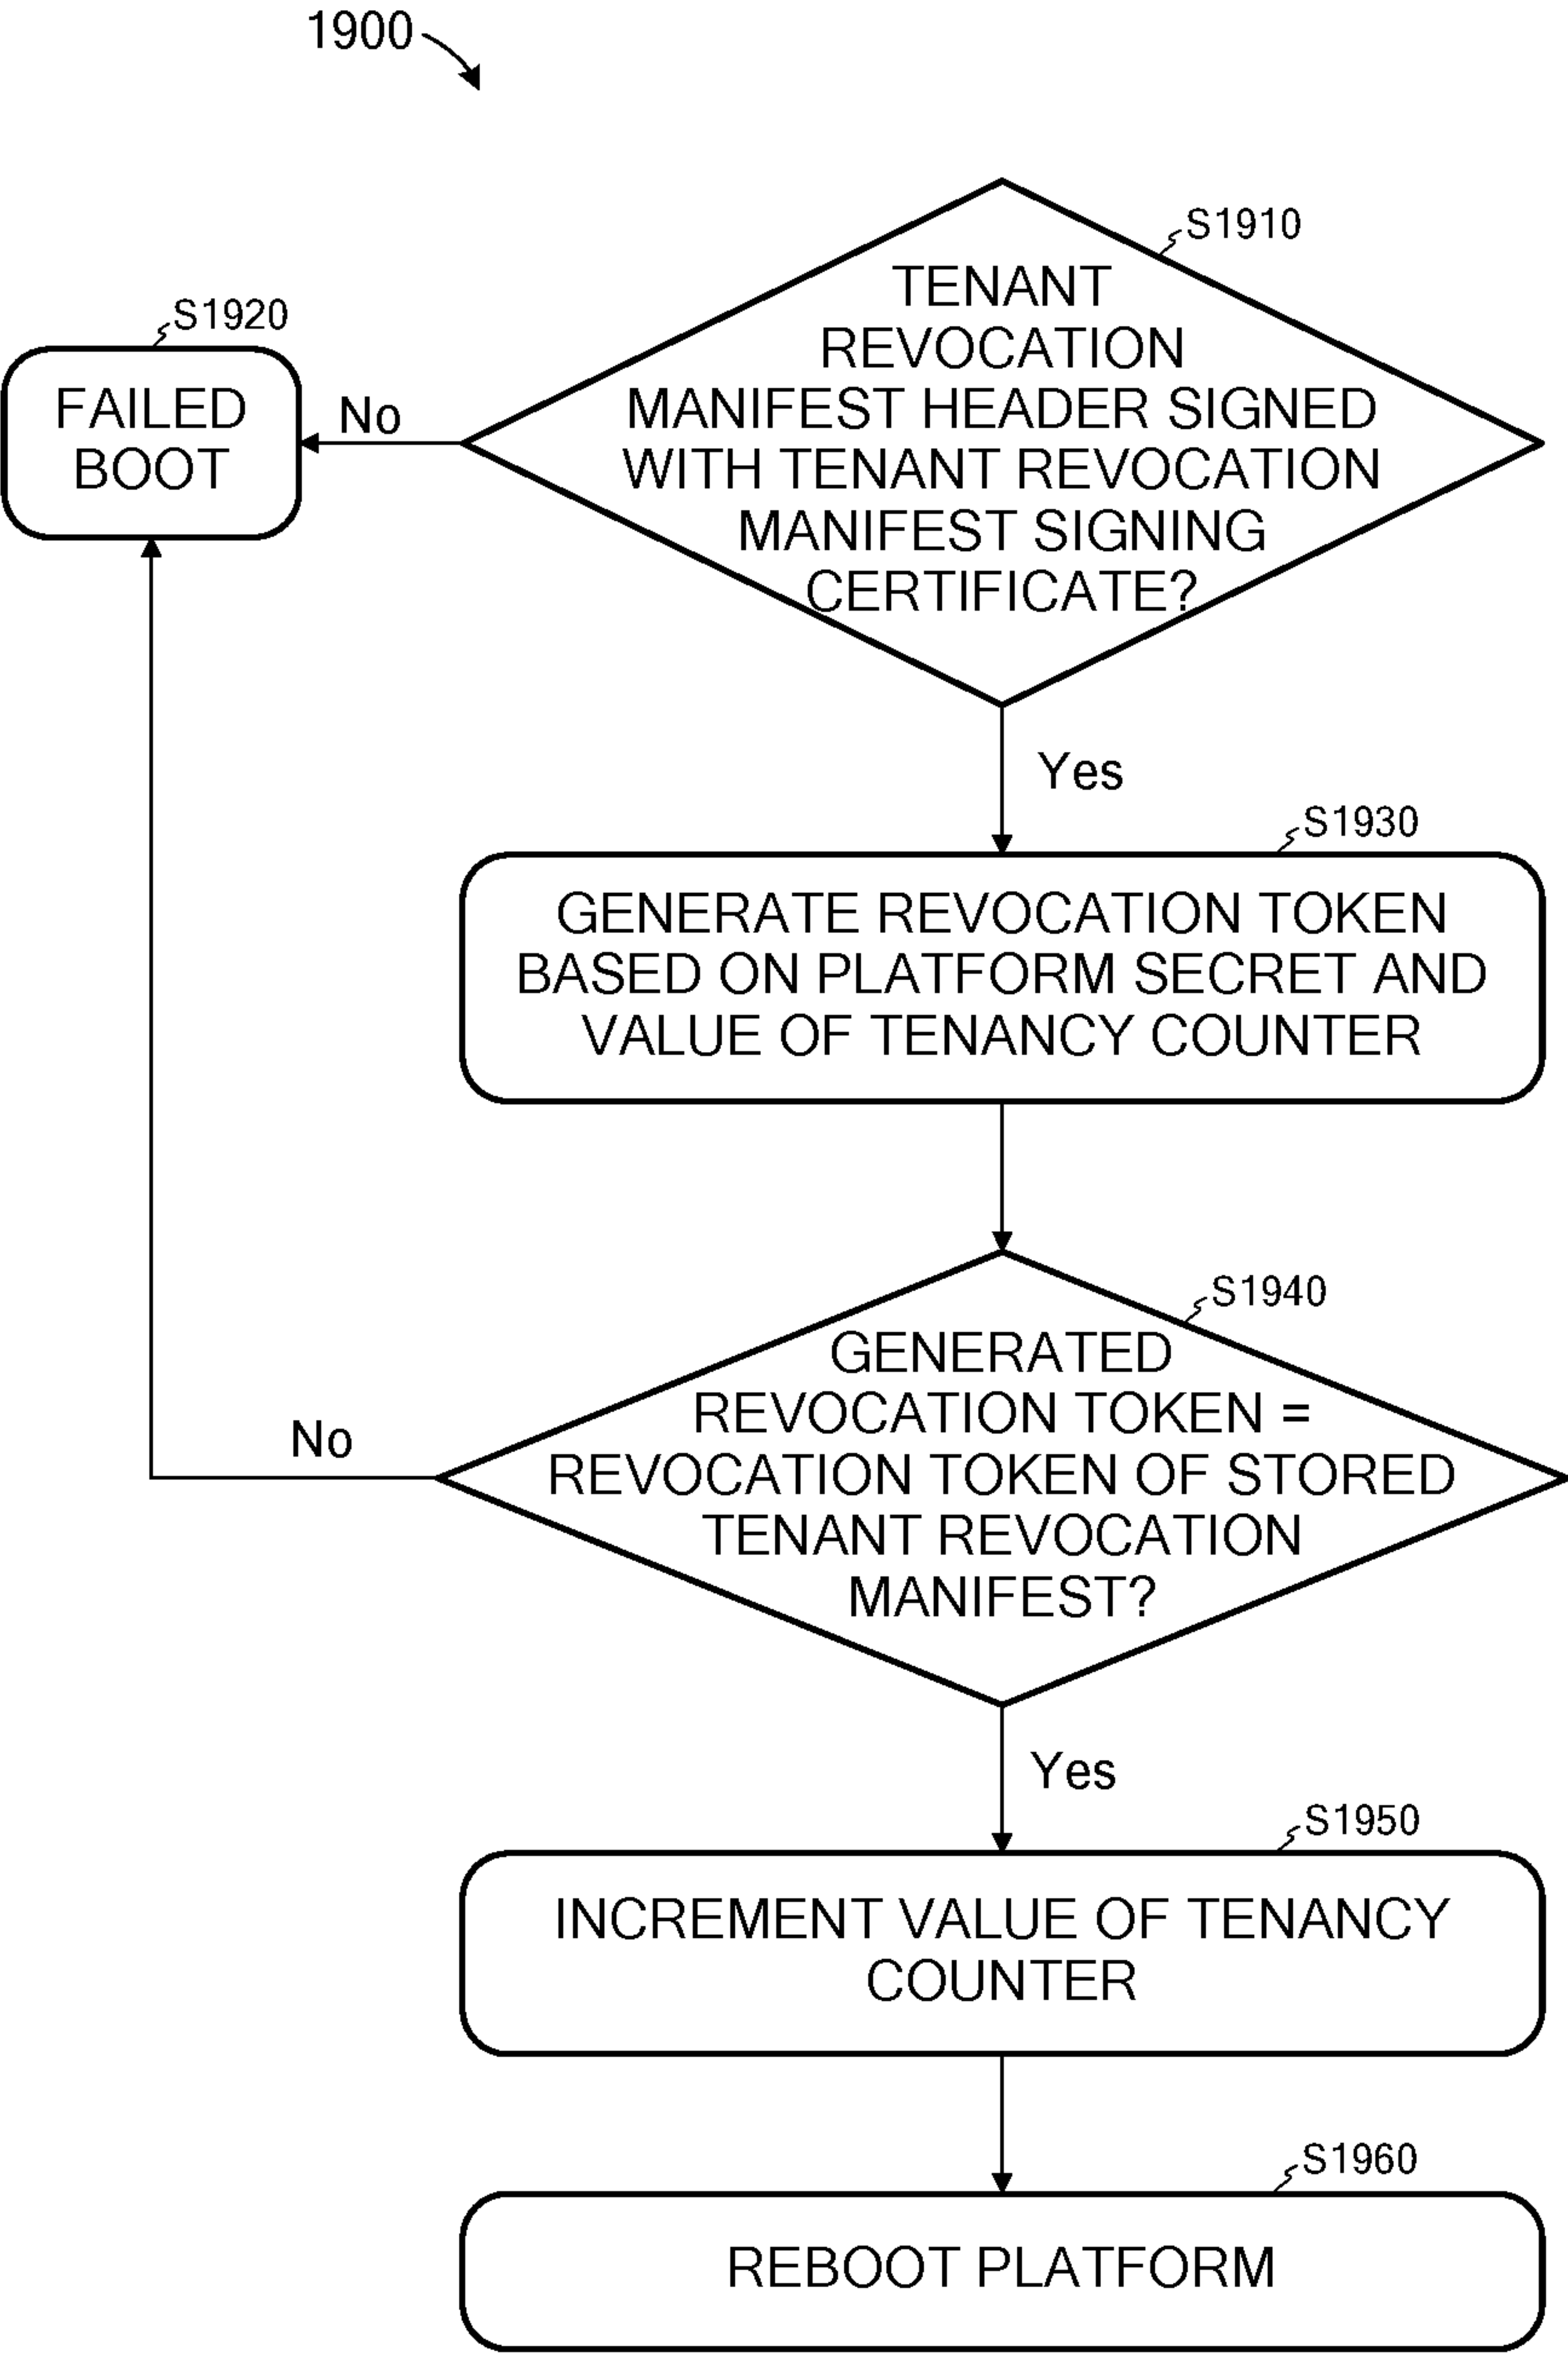 1900
S1910
TENANT
REVOCATION
MANIFEST HEADER SIGNED
WITH TENANT REVOCATION
MANIFEST SIGNING
CERTIFICATE?
S1920
FAILED
BOOT
No
Yes
S1930
GENERATE REVOCATION TOKEN
BASED ON PLATFORM SECRET AND
VALUE OF TENANCY COUNTER
S1940
GENERATED
REVOCATION TOKEN =
REVOCATION TOKEN OF STORED
TENANT REVOCATION
MANIFEST?
No
Yes
S1950
INCREMENT VALUE OF TENANCY
COUNTER
S1960
REBOOT PLATFORM